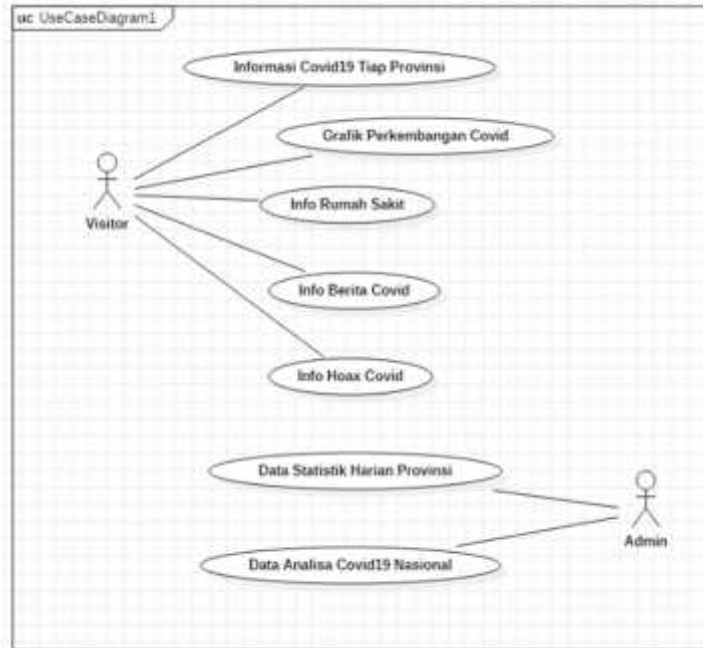 uc UseCaseDiagram1
Informasi Covid19 Tiap Provinsi
Grafik Perkembangan Covid
Info Rumah Sakit
Visitor
Info Berita Covid
Info Hoax Covid
Data Statistik Harian Provinsi
Admin
Data Analisa Covid19 Nasional